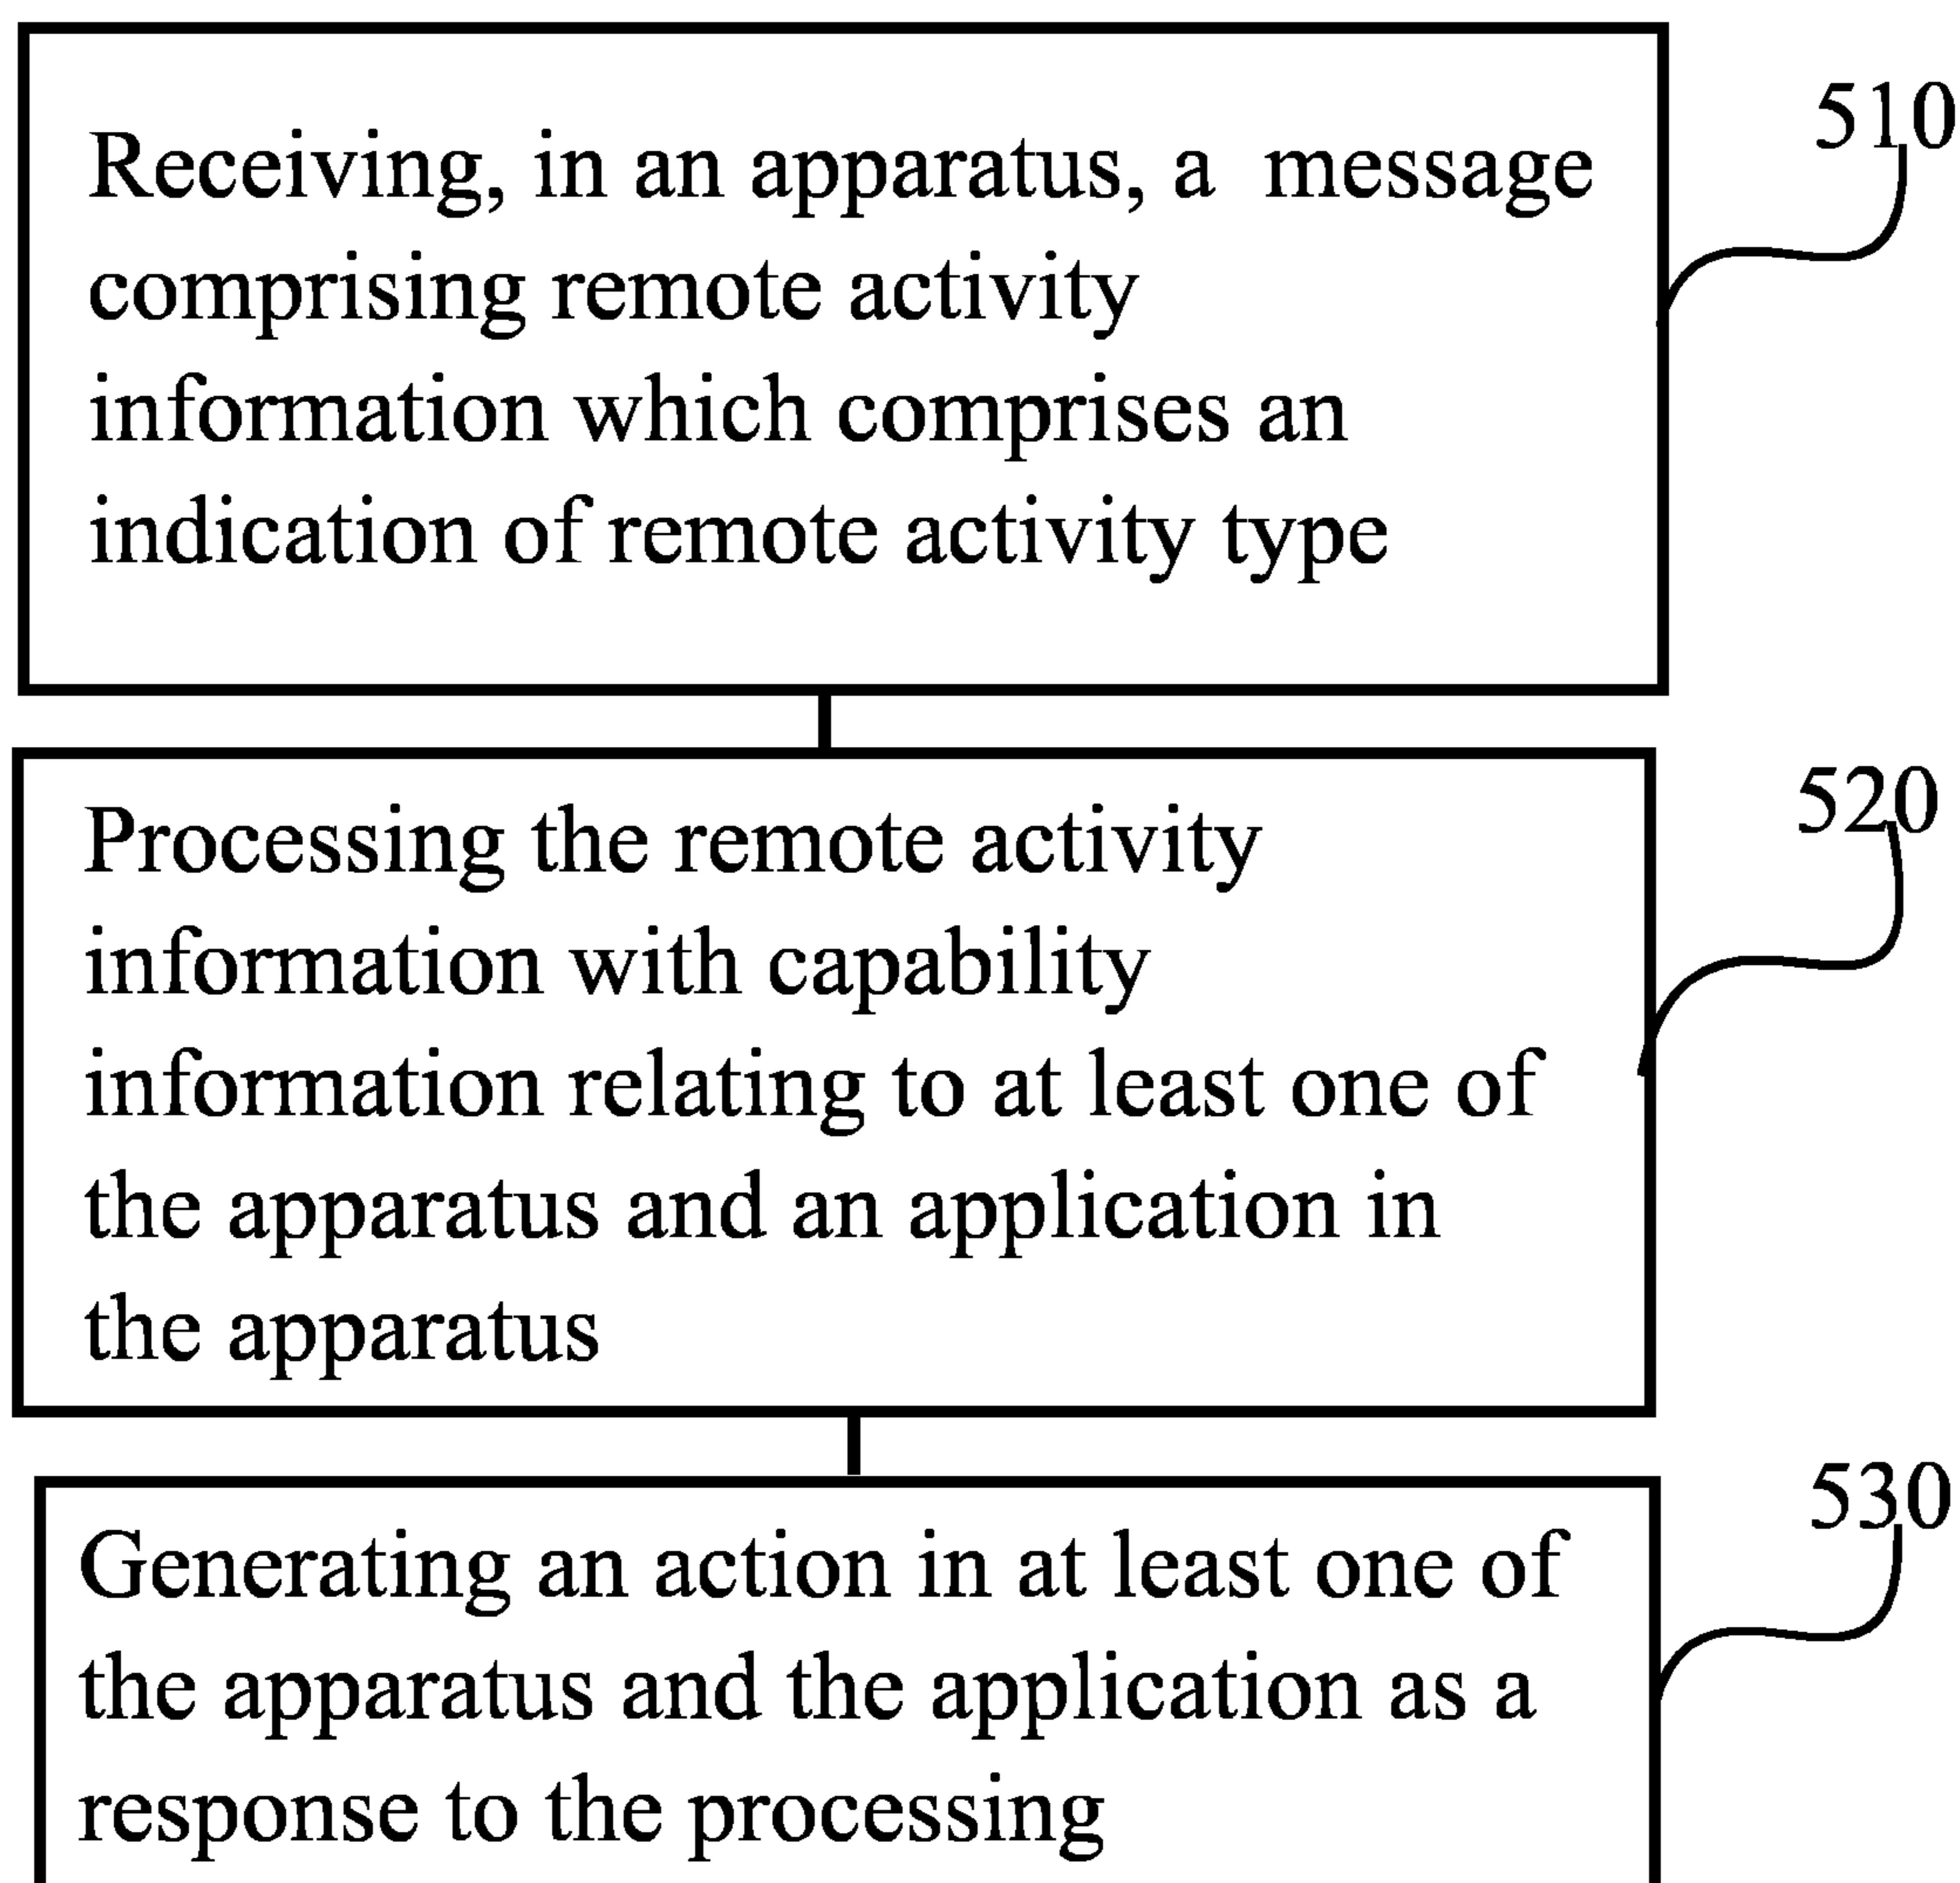 510
Receiving, in an apparatus, a message
comprising remote activity
information which comprises an
indication of remote activity type
520
Processing the remote activity
information with capability
information relating to at least one of
the apparatus and an application in
the apparatus
530
Generating an action in at least one of
the apparatus and the application as a
response to the processing